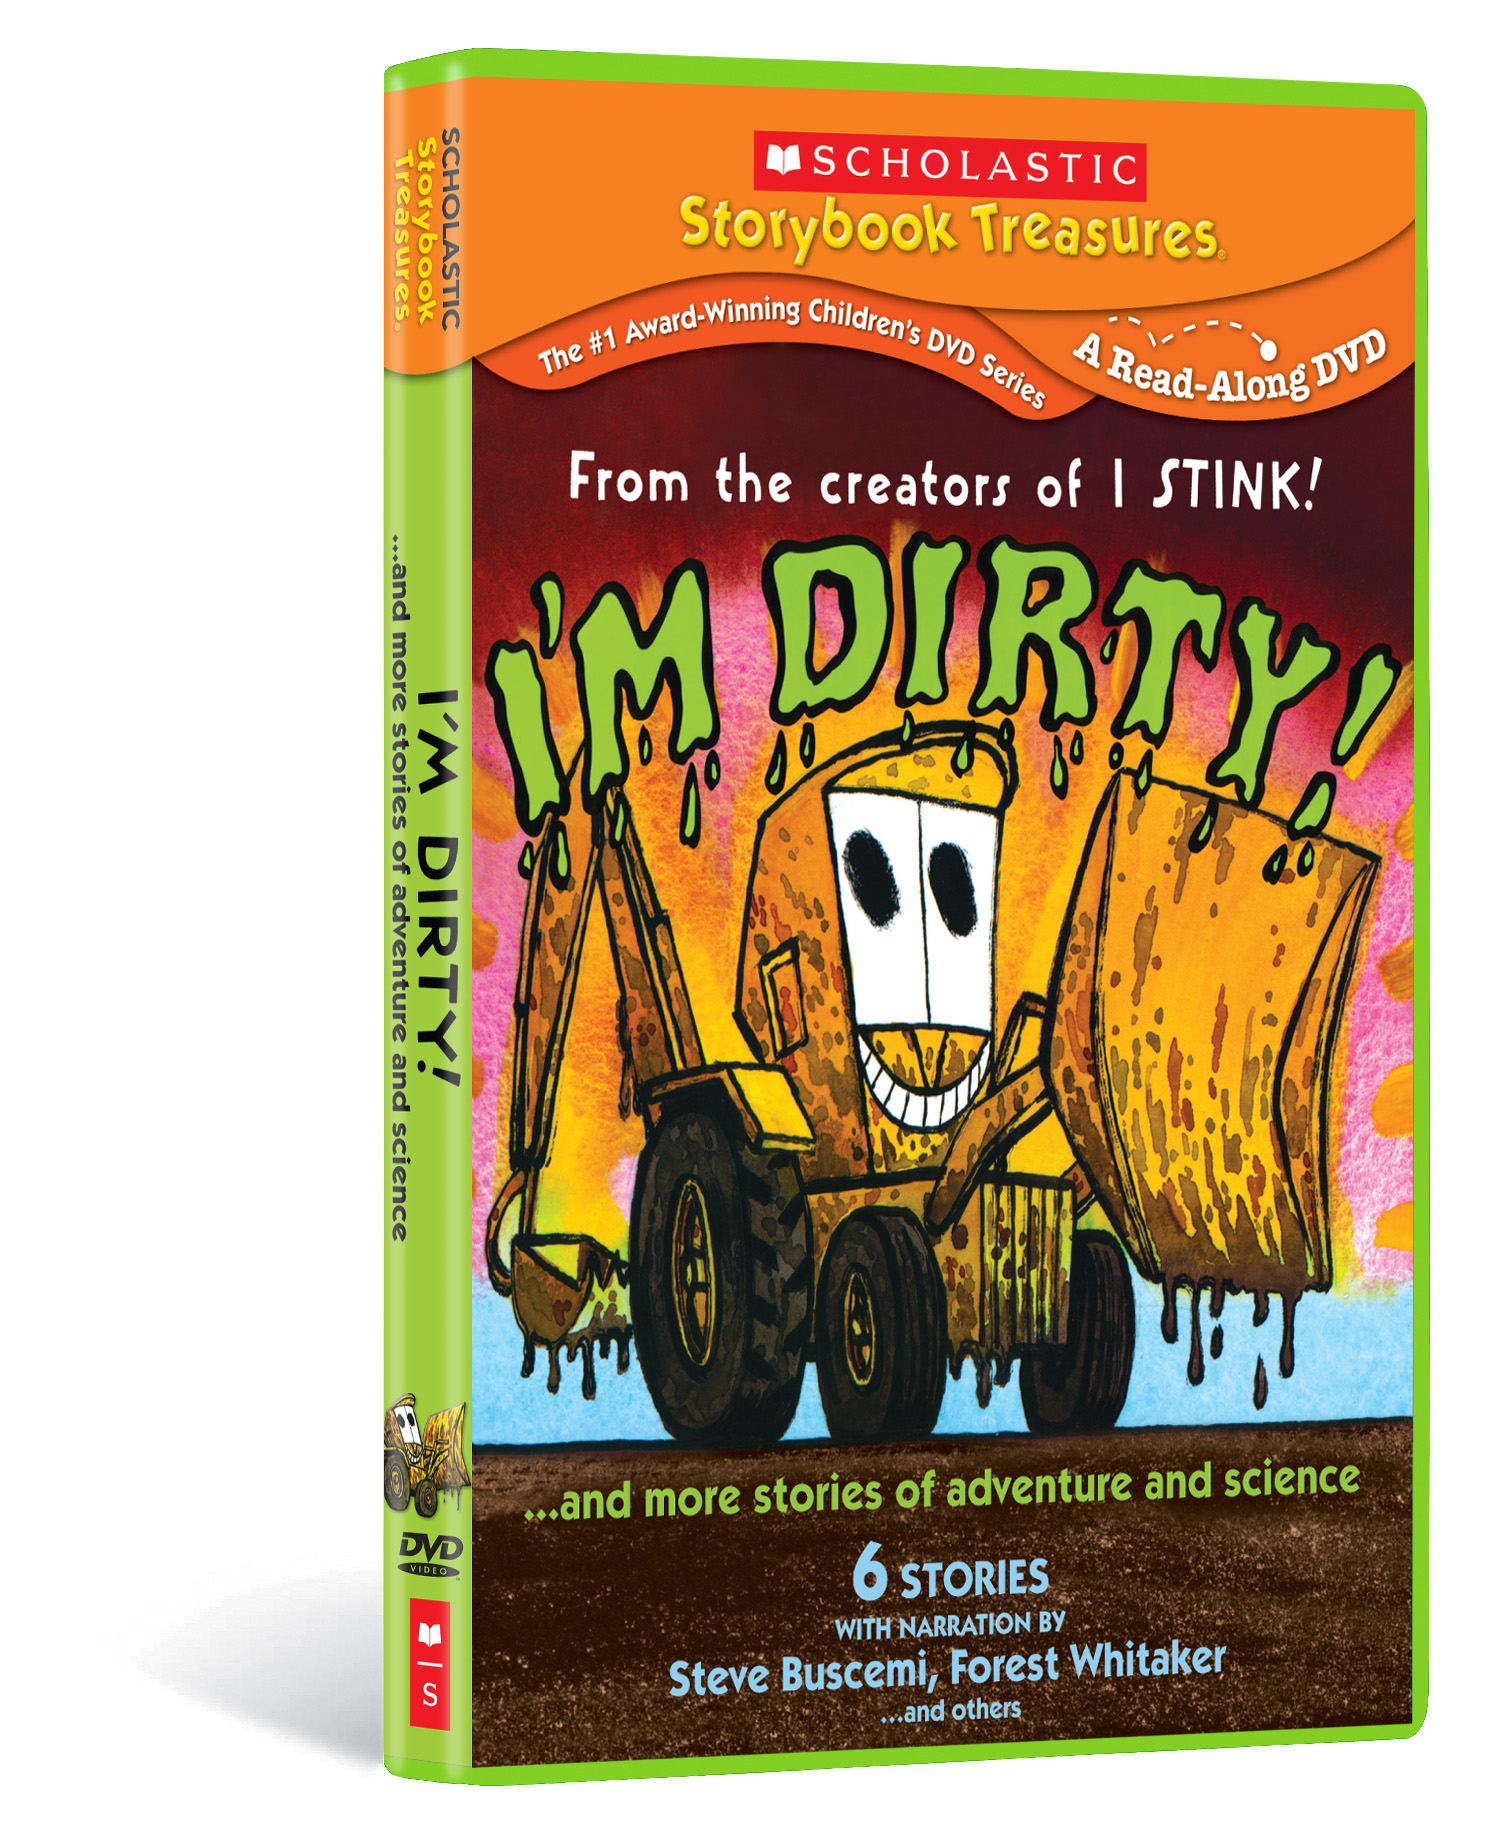 SCHOLASTIC
Storybook Treasures®
The #1 Award-Winning Children's DVD Series
A Read-Along DVD
From the creators of I STINK!
I'M DIRTY!
...and more stories of adventure and science
6 STORIES
WITH NARRATION BY
Steve Buscemi, Forest Whitaker
...and others
SCHOLASTIC
Storybook
Treasures®
I'M DIRTY!
...and more stories of adventure and science
DVD
VIDEO™
S